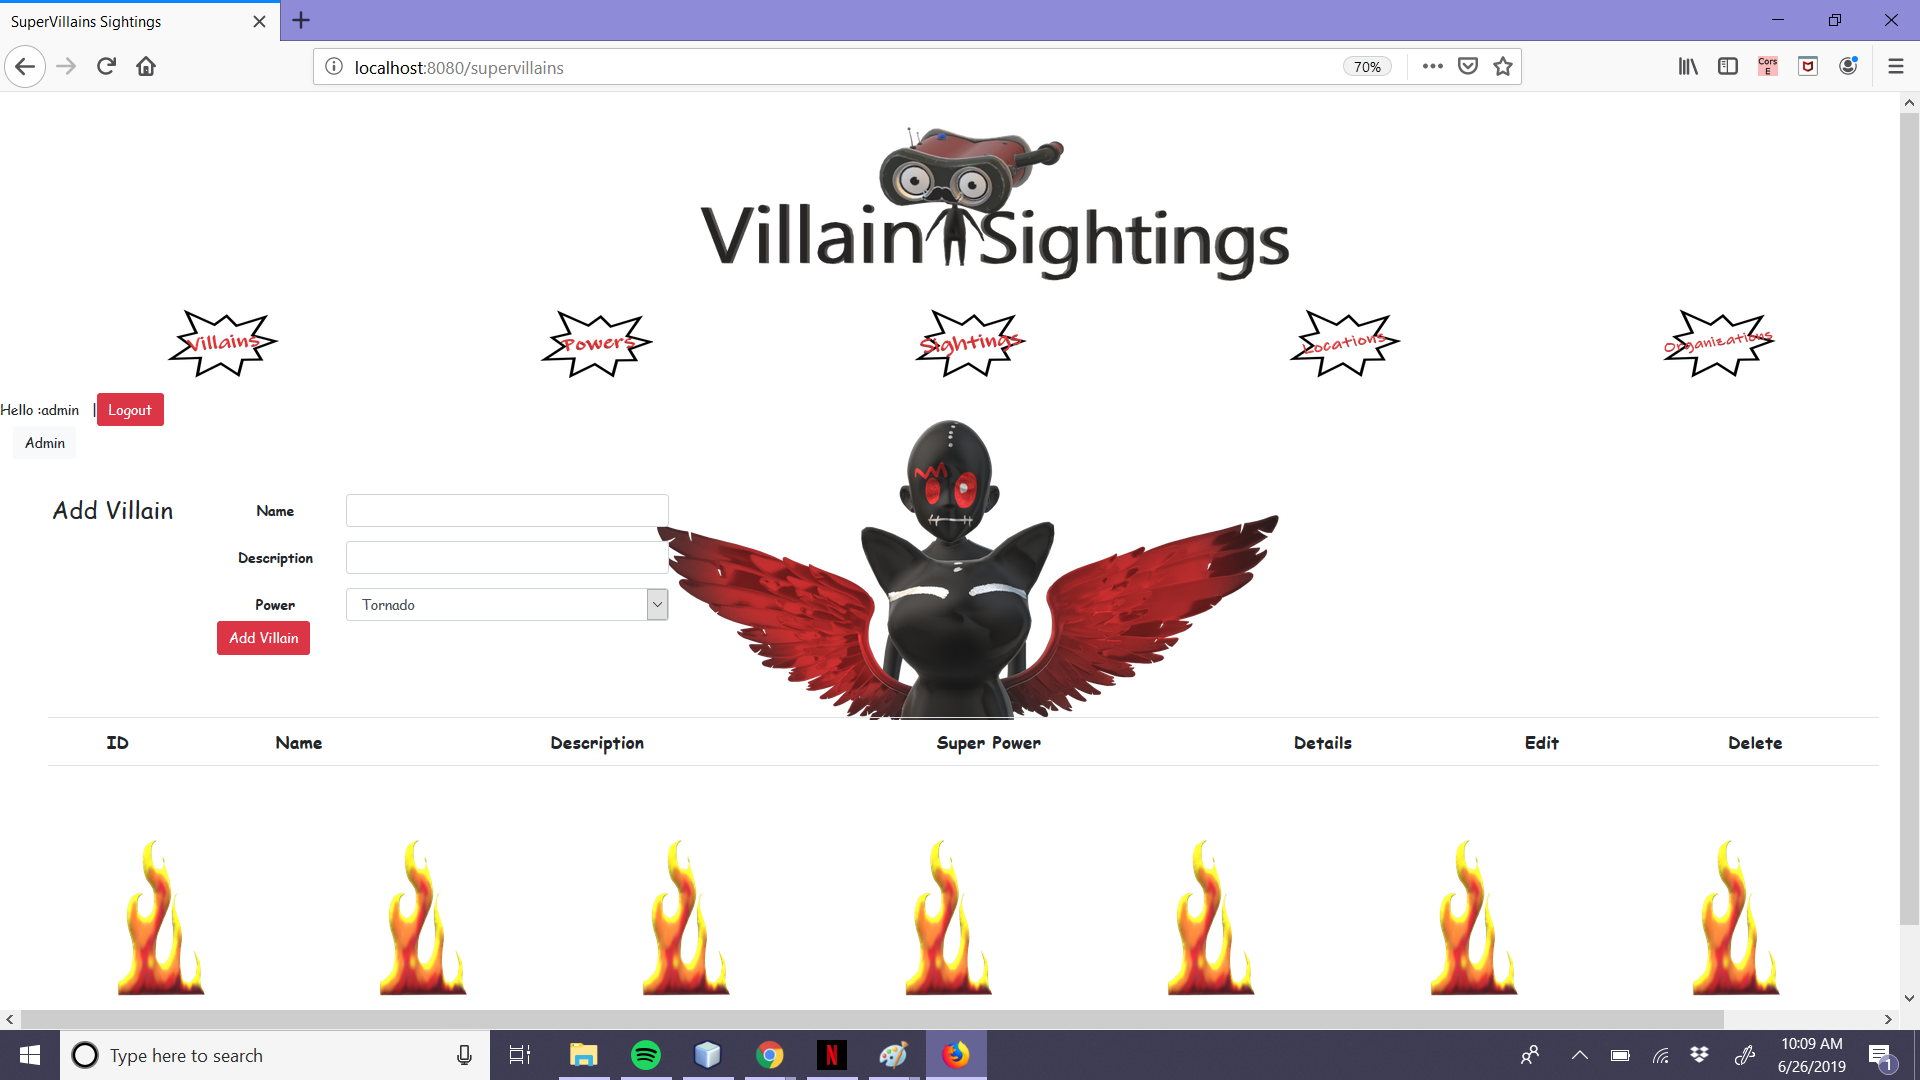 SuperVillains Sightings
localhost:8080/supervillains
70%
Cors
E
Villain Sightings
Villains
Powers
Sightings
Locations
Organizations
Hello :admin | Logout
Admin
Add Villain
Name
Description
Power
Tornado
Add Villain
ID Name Description Super Power Details Edit Delete
Type here to search
N
10:09 AM
6/26/2019
1